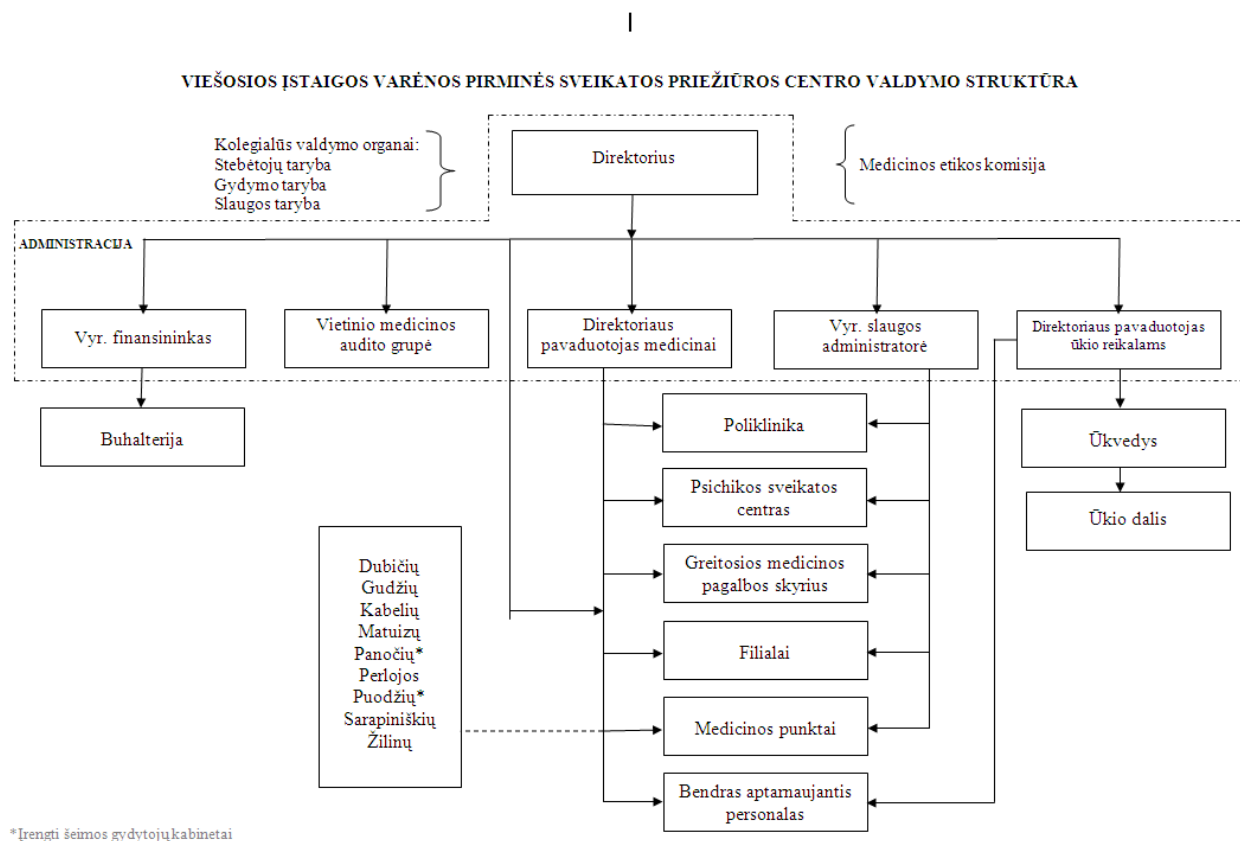 VIEŠOSIOS ĮSTAIGOS VARĖNOS PIRMINĖS SVEIKATOS PRIEŽIŪROS CENTRO VALDYMO STRUKTŪRA
Kolegialūs valdymo organai:
Stebėtojų taryba
Gydymo taryba
Slaugos taryba
Direktorius
Medicinos etikos komisija
ADMINISTRACIJA
Vyr. finansininkas
Vietinio medicinos
audito grupė
Direktoriaus
pavaduotojas medicinai
Vyr. slaugos
administratorė
Direktoriaus pavaduotojas
ūkio reikalams
Buhalterija
Poliklinika
Ūkvedys
Psichikos sveikatos
centras
Ūkio dalis
Greitosios medicinos
pagalbos skyrius
Filialai
Dubičių
Gudžių
Kabelių
Matuizų
Panočių*
Perlojos
Puodžių*
Sarapiniškių
Žilinų
Medicinos punktai
Bendras aptarnaujantis
personalas
*Įrengti šeimos gydytojų kabinetai